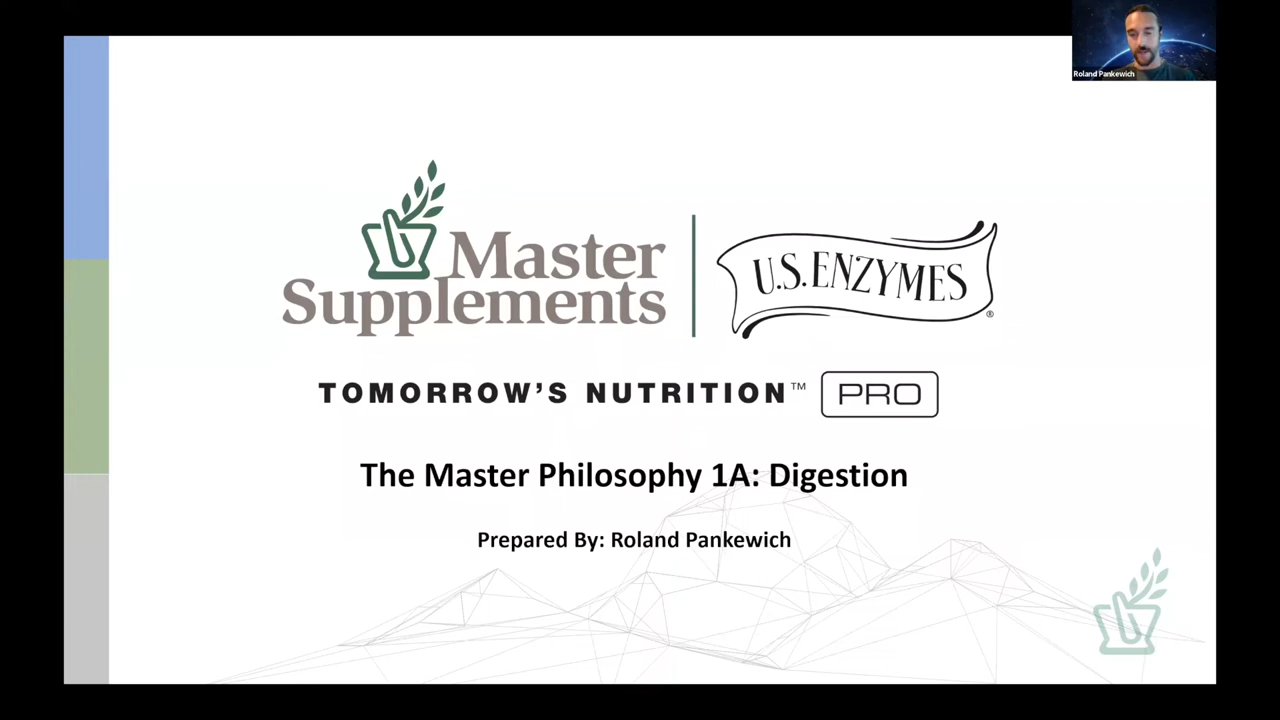 Roland Pankewich
Master
Supplements
U.S. ENZYMES
®
TOMORROW'S NUTRITION™ PRO
The Master Philosophy 1A: Digestion
Prepared By: Roland Pankewich